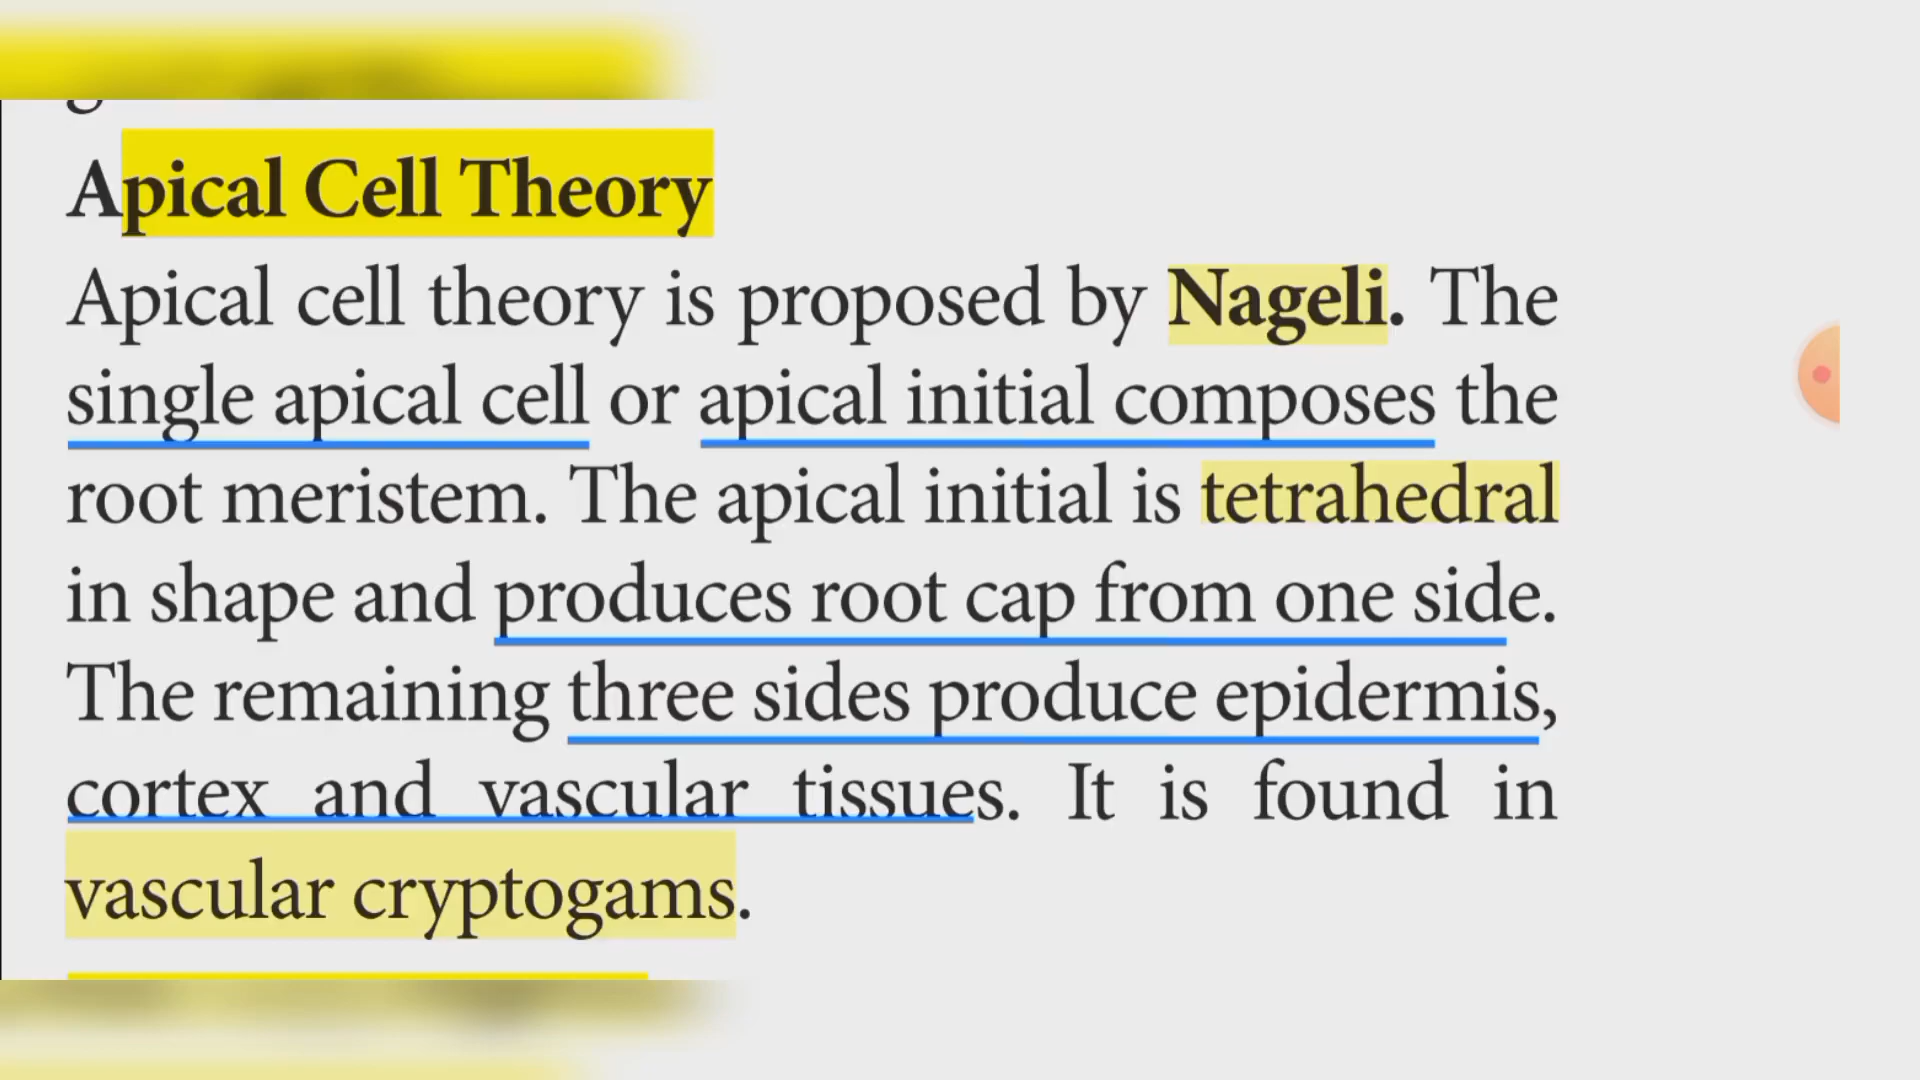 Apical Cell Theory
Apical cell theory is proposed by Nageli. The
single apical cell or apical initial composes the
root meristem. The apical initial is tetrahedral
in shape and produces root cap from one side.
The remaining three sides produce epidermis,
cortex and vascular tissues. It is found in
vascular cryptogams.